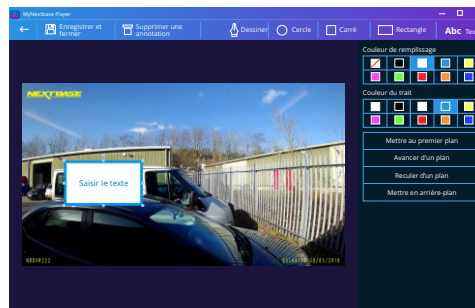 MyNextbase Player
Enregistrer et fermer
Supprimer une annotation
Dessiner
Cercle
Carré
Rectangle
Abc
Couleur de remplissage
NEXTBASE
Couleur du trait
Mettre au premier plan
Avancer d'un plan
Reculer d'un plan
Mettre en arrière-plan
Saisir le texte